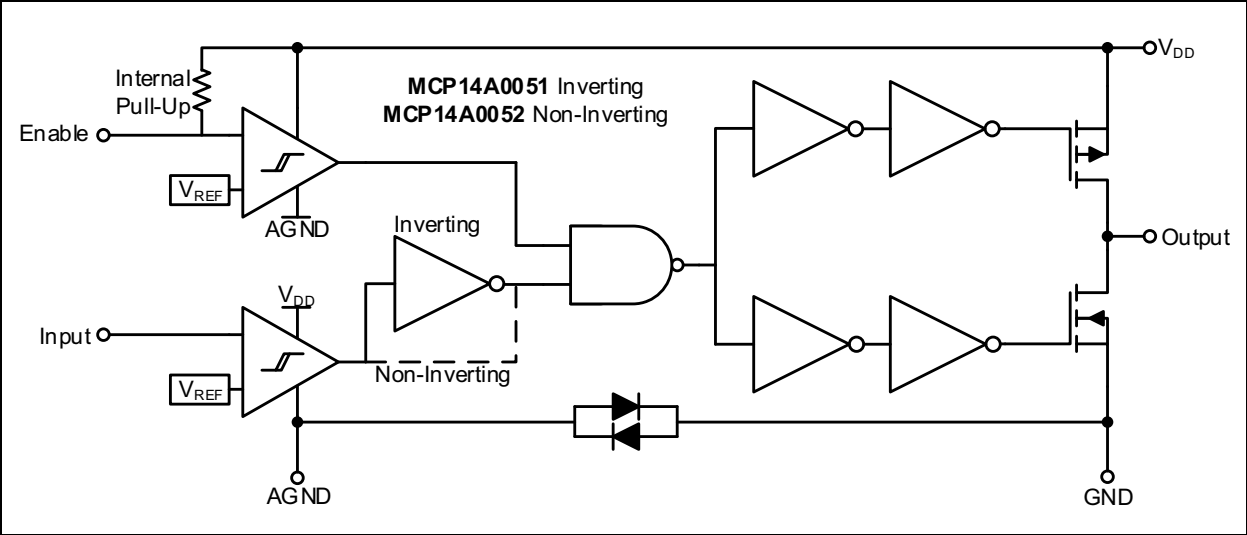 MCP14A0051 Inverting
MCP14A0052 Non-Inverting
VDD
Internal
Pull-Up
Enable
VREF
AGND
Inverting
Output
VDD
Input
VREF
Non-Inverting
AGND
GND